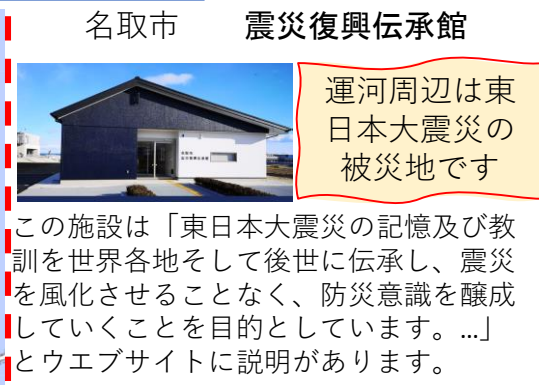 名取市　震災復興伝承館
運河周辺は東
日本大震災の
被災地です
この施設は「東日本大震災の記憶及び教
訓を世界各地そして後世に伝承し、震災
を風化させることなく、防災意識を醸成
していくことを目的としています。…」
とウエブサイトに説明があります。